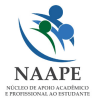 NAAPE
NÚCLEO DE APOIO ACADÊMICO
E PROFISSIONAL AO ESTUDANTE